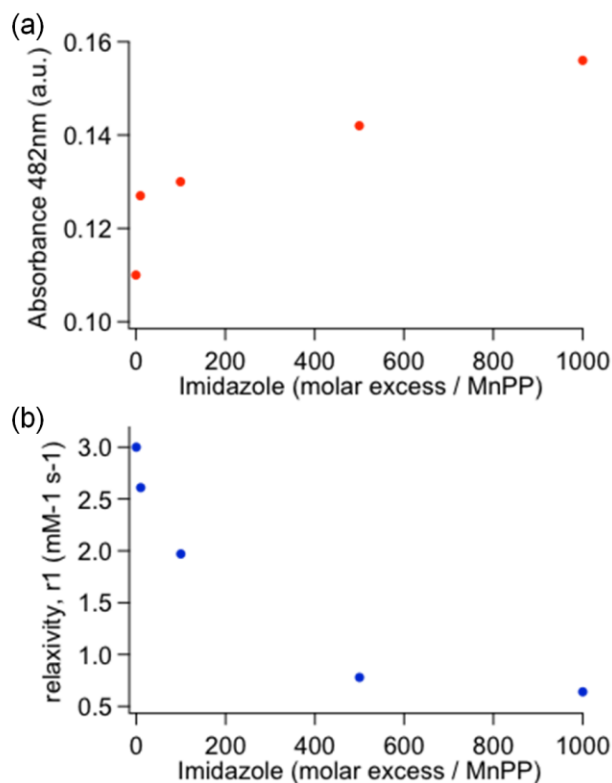 (a)
Absorbance 482nm (a.u.)
0.16
0.14
0.12
0.10
0 200 400 600 800 1000
Imidazole (molar excess / MnPP)
(b)
relaxivity, r1 (mM-1 s-1)
3.0
2.5
2.0
1.5
1.0
0.5
0 200 400 600 800 1000
Imidazole (molar excess / MnPP)